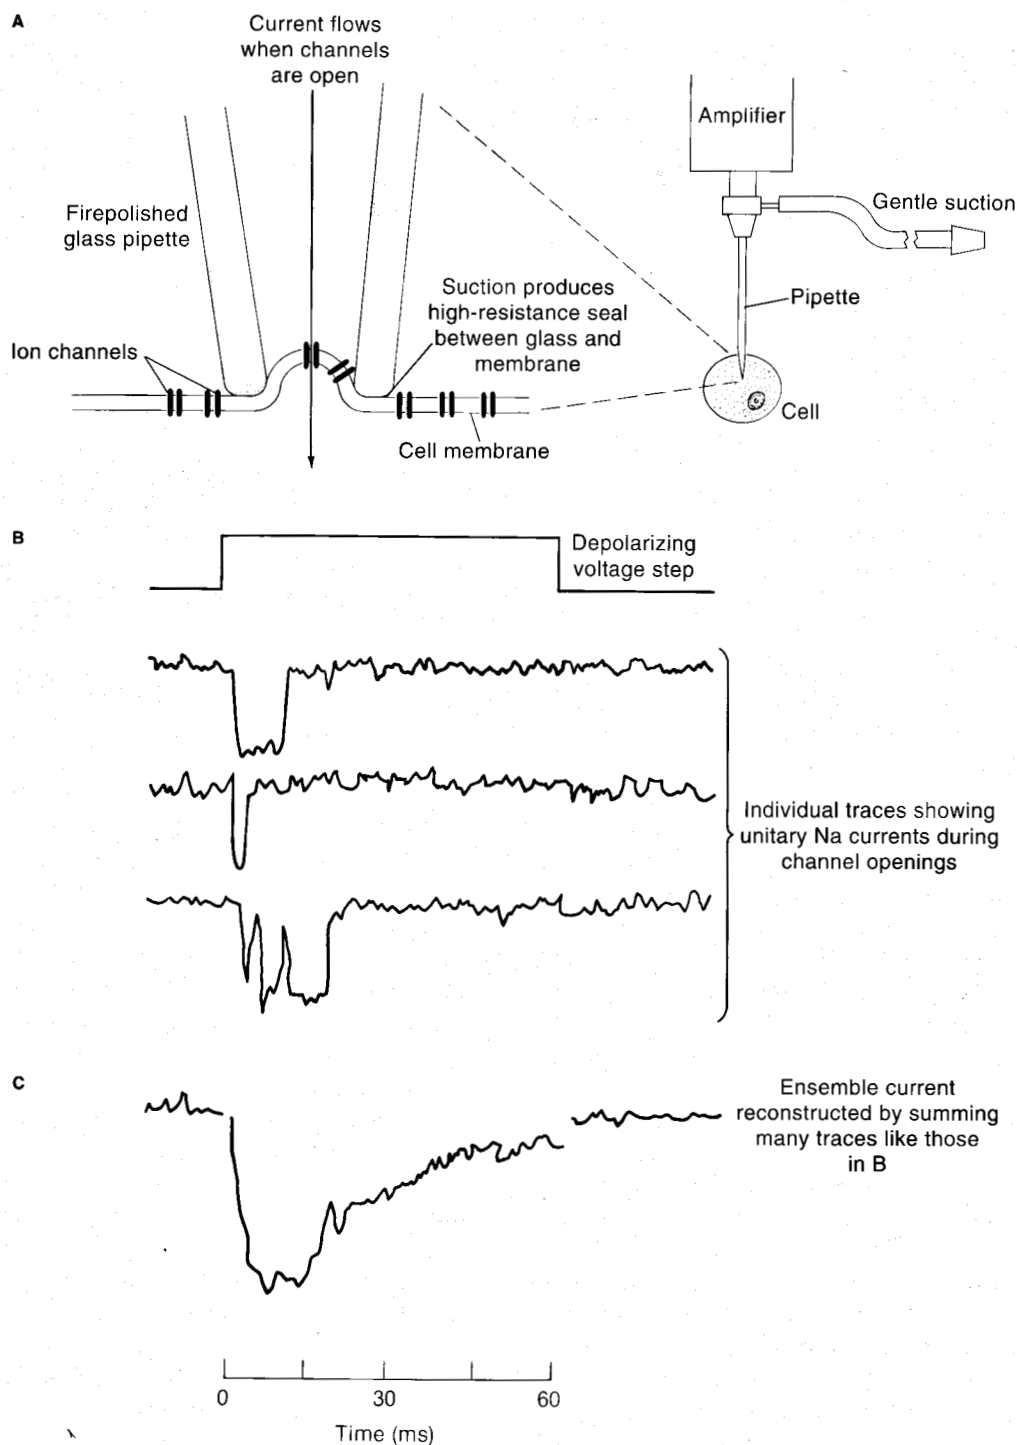 A
Current flows
when channels
are open
Amplifier
Gentle suction
Firepolished
glass pipette
Suction produces
high-resistance seal
between glass and
membrane
Pipette
Ion channels
Cell
Cell membrane
B
Depolarizing
voltage step
Individual traces showing
unitary Na currents during
channel openings
C
Ensemble current
reconstructed by summing
many traces like those
in B
0 30 60
Time (ms)